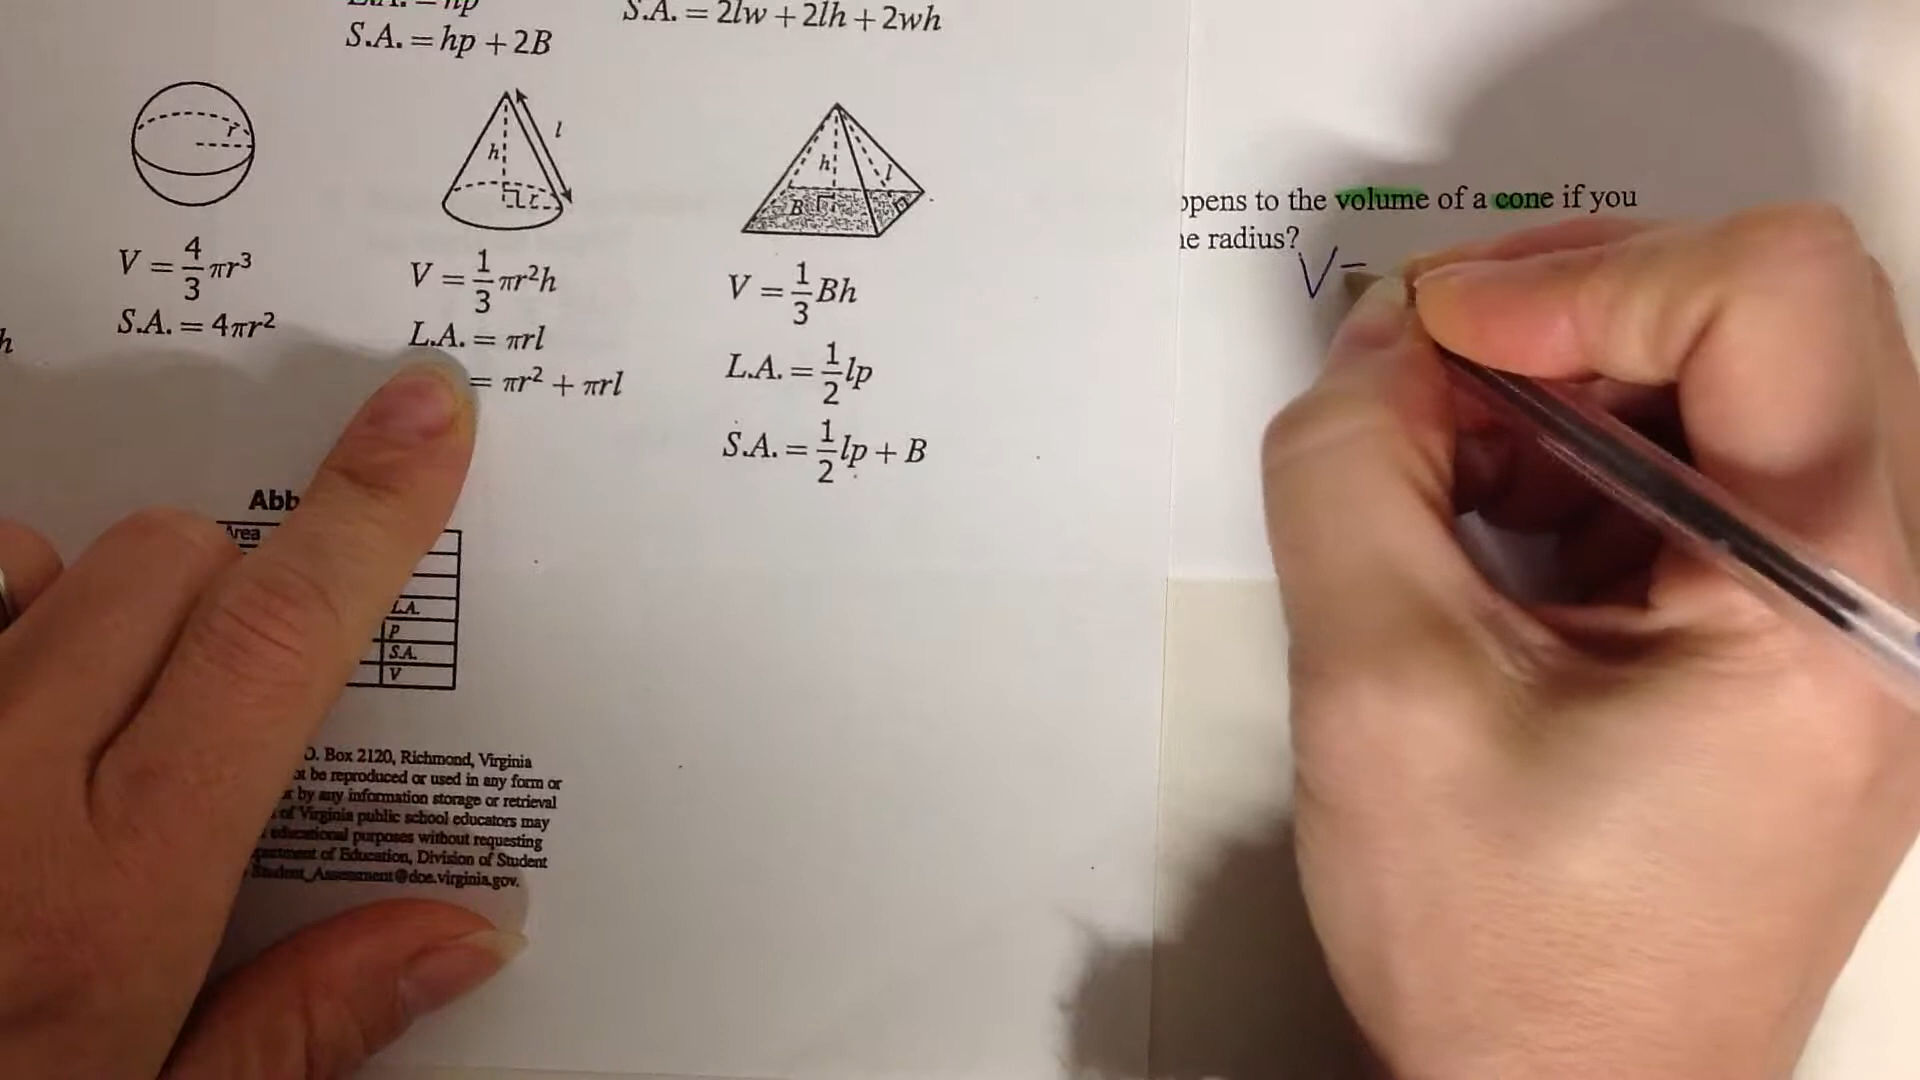 S.A. = hp + 2B
S.A. = 2lw + 2lh + 2wh
r
h
l
r
h
l
B
V = 4/3 πr³
S.A. = 4πr²
V = 1/3 πr²h
L.A. = πrl
= πr² + πrl
V = 1/3 Bh
L.A. = 1/2 lp
S.A. = 1/2 lp + B
h
ppens to the volume of a cone if you
radius?
V =
Abb
Area
L.A.
p
S.A.
V
O. Box 2120, Richmond, Virginia
be reproduced or used in any form or
by any information storage or retrieval
of Virginia public school educators may
educational purposes without requesting
of Education, Division of Student
Student_Assessment@doe.virginia.gov.